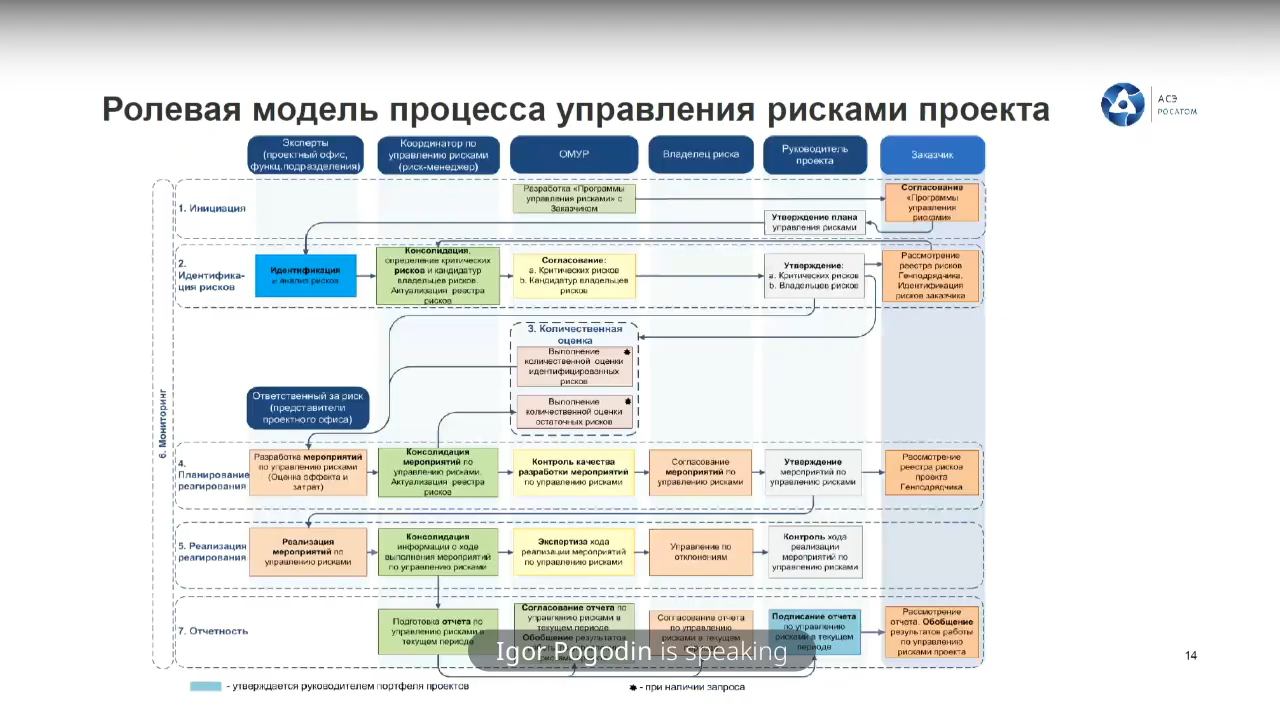 Ролевая модель процесса управления рисками проекта
АСЭ
РОСАТОМ
Эксперты
(проектный офис,
функц.подразделения)
Координатор по
управлению рисками
(риск-менеджер)
ОМУР
Владелец риска
Руководитель
проекта
Заказчик
6. Мониторинг
1. Инициация
Разработка «Программы
управления рисками» с
Заказчиком
Согласование
«Программы
управления
рисками»
Утверждение плана
управления рисками
2.
Идентифика-
ция рисков
Идентификация
и анализ рисков
Консолидация,
определение критических
рисков и кандидатур
владельцев рисков.
Актуализация реестра
рисков
Согласование:
a. Критических рисков
b. Кандидатур владельцев
рисков
Утверждение:
a. Критических рисков
b. Владельцев рисков
Рассмотрение
реестра рисков
Генподрядчика.
Идентификация
рисков заказчика
3. Количественная
оценка
Выполнение
количественной оценки
идентифицированных
рисков
Выполнение
количественной оценки
остаточных рисков
Ответственный за риск
(представители
проектного офиса)
4.
Планирование
реагирования
Разработка мероприятий
по управлению рисками
(Оценка эффекта и
затрат)
Консолидация
мероприятий по
управлению рисками.
Актуализация реестра
рисков
Контроль качества
разработки мероприятий
по управлению рисками
Согласование
мероприятий по
управлению рисками
Утверждение
мероприятий по
управлению рисками
Рассмотрение
реестра рисков
проекта
Генподрядчика
5. Реализация
реагирования
Реализация
мероприятий по
управлению рисками
Консолидация
информации о ходе
выполнения мероприятий
по управлению рисками
Экспертиза хода
реализации мероприятий
по управлению рисками
Управление по
отклонениям
Контроль хода
реализации
мероприятий по
управлению рисками
7. Отчетность
Подготовка отчета по
управлению рисками в
текущем периоде
Согласование отчета по
управлению рисками в
текущем периоде.
Обобщение результатов
Согласование отчета
по управлению
рисками в текущем
Подписание отчета
по управлению
рисками в текущем
периоде
Рассмотрение
отчета. Обобщение
результатов работы
по управлению
рисками проекта
Igor Pogodin is speaking
14
- утверждается руководителем портфеля проектов
- при наличии запроса